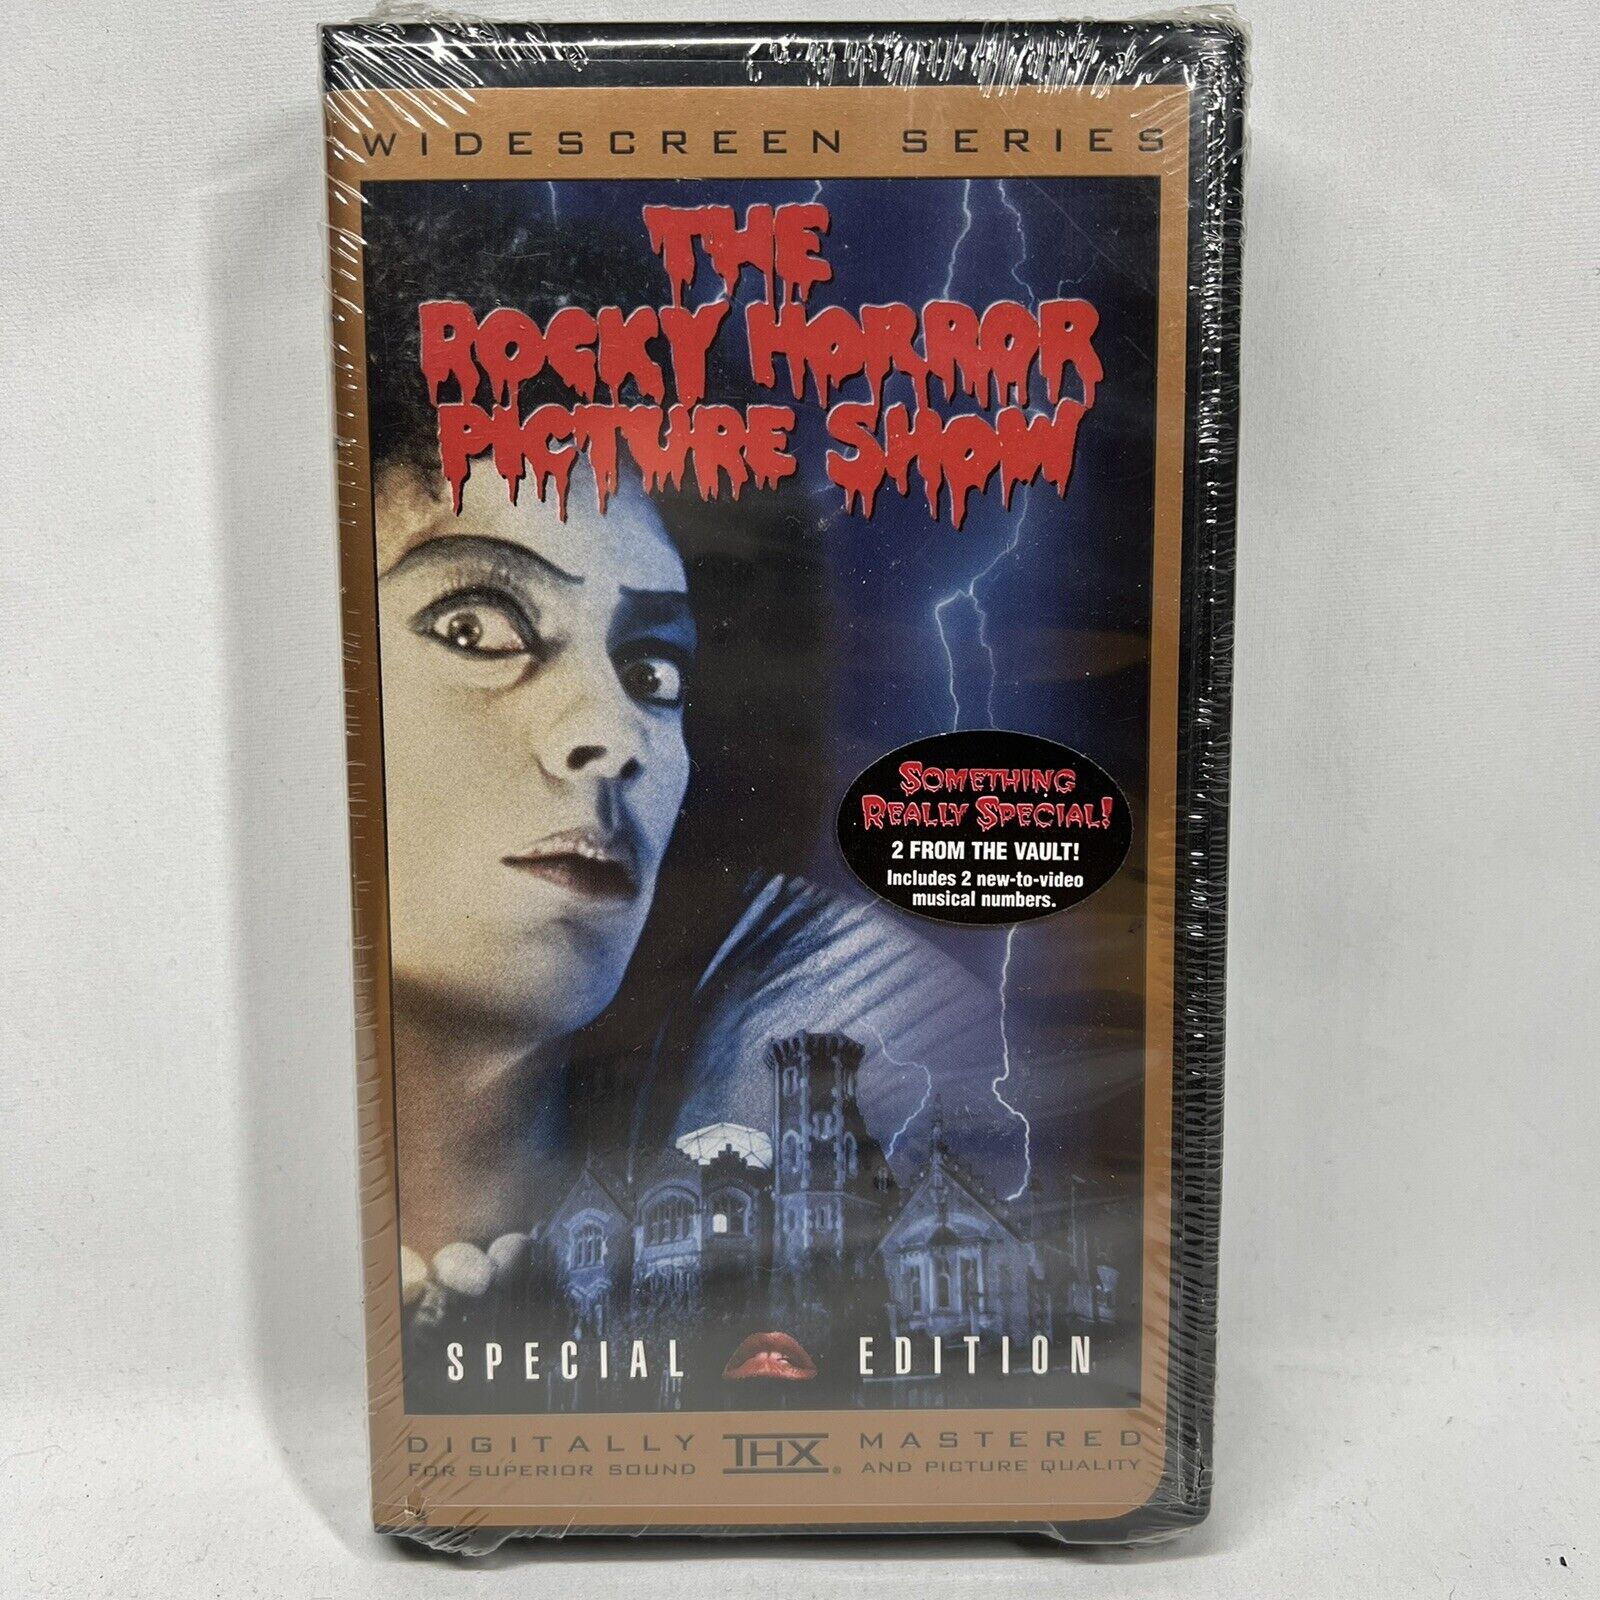 WIDESCREEN SERIES
THE
ROCKY HORROR
PICTURE SHOW
SOMETHING
REALLY SPECIAL!
2 FROM THE VAULT!
Includes 2 new-to-video
musical numbers.
SPECIAL EDITION
DIGITALLY THX® MASTERED
FOR SUPERIOR SOUND AND PICTURE QUALITY